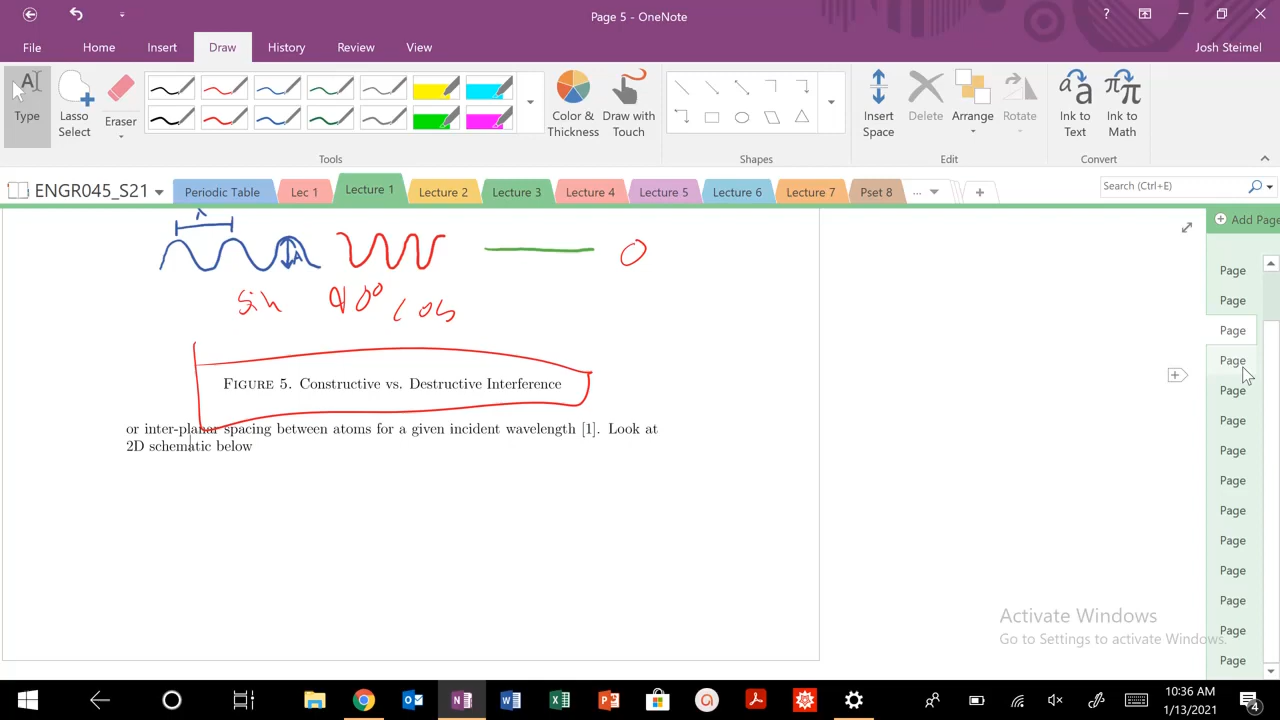 Page 5 - OneNote
File Home Insert Draw History Review View Josh Steimel
Type Lasso Select Eraser Color & Thickness Draw with Touch Insert Space Delete Arrange Rotate Ink to Text Ink to Math
Tools Shapes Edit Convert
ENGR045_S21 Periodic Table Lec 1 Lecture 1 Lecture 2 Lecture 3 Lecture 4 Lecture 5 Lecture 6 Lecture 7 Pset 8 ... Search (Ctrl+E)
Add Page
λ
A
0
sin 90° cos
FIGURE 5. Constructive vs. Destructive Interference
or inter-planar spacing between atoms for a given incident wavelength [1]. Look at
2D schematic below
Page
Page
Page
Page
Page
Page
Page
Page
Page
Page
Page
Page
Page
Page
Activate Windows
Go to Settings to activate Windows.
10:36 AM
1/13/2021
4